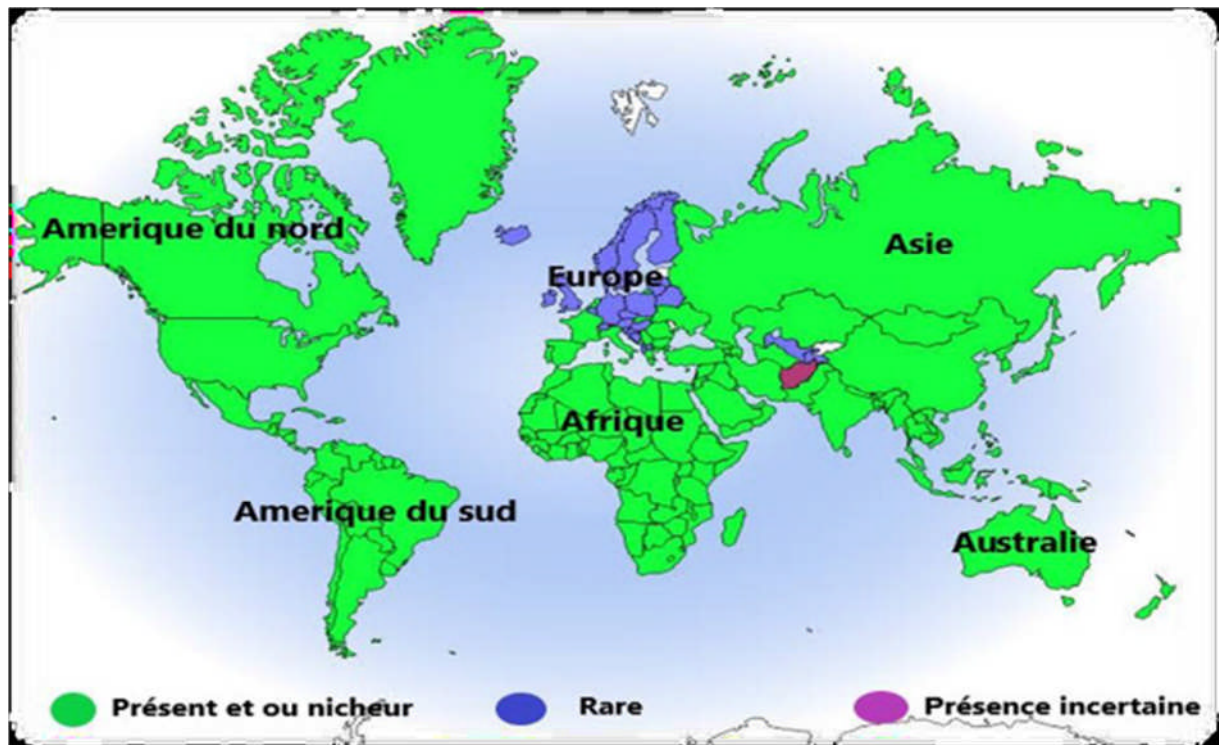 Amerique du nord
Asie
Europe
Afrique
Amerique du sud
Australie
Présent et ou nicheur
Rare
Présence incertaine